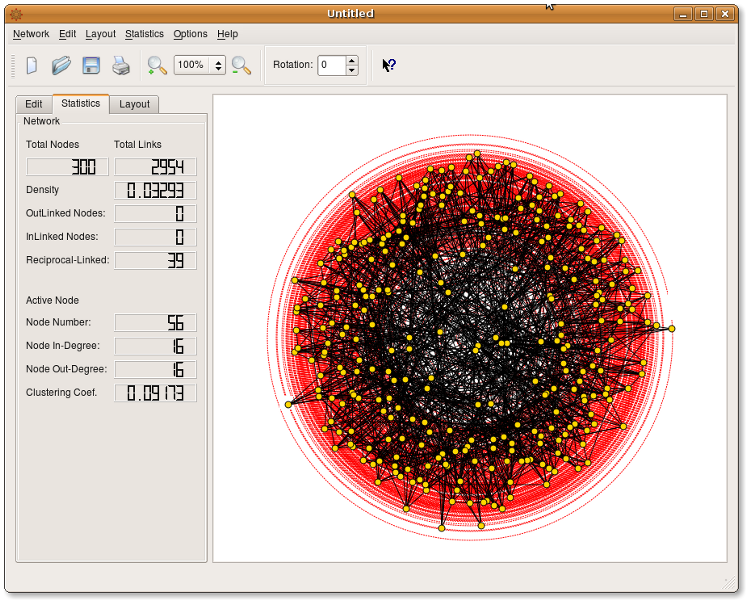 Untitled
Network Edit Layout Statistics Options Help
100% Rotation: 0
Edit Statistics Layout
Network
Total Nodes Total Links
300 2954
Density 0.03293
OutLinked Nodes: 0
InLinked Nodes: 0
Reciprocal-Linked: 39
Active Node
Node Number: 56
Node In-Degree: 16
Node Out-Degree: 16
Clustering Coef. 0.09173